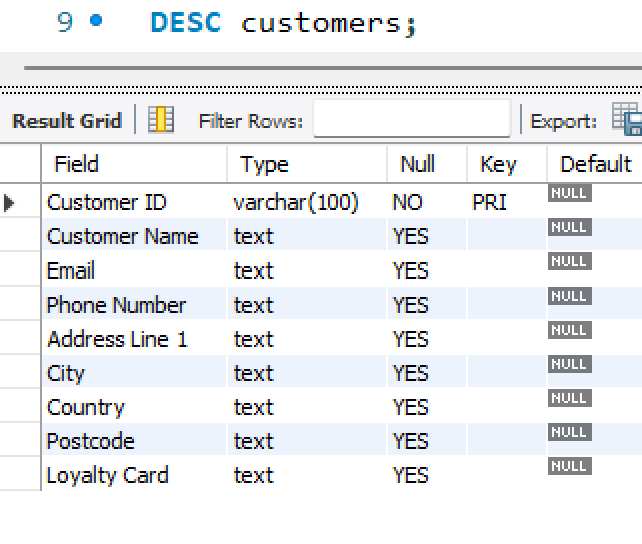 9 DESC customers;
Result Grid Filter Rows: Export:
Field Type Null Key Default
Customer ID varchar(100) NO PRI NULL
Customer Name text YES NULL
Email text YES NULL
Phone Number text YES NULL
Address Line 1 text YES NULL
City text YES NULL
Country text YES NULL
Postcode text YES NULL
Loyalty Card text YES NULL